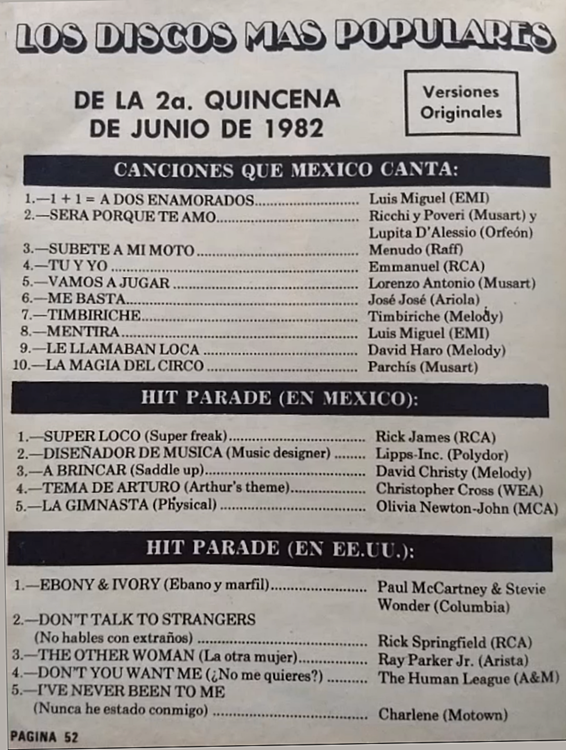 LOS DISCOS MAS POPULARES
DE LA 2a. QUINCENA
DE JUNIO DE 1982
Versiones
Originales
CANCIONES QUE MEXICO CANTA:
1.—1 + 1 = A DOS ENAMORADOS.......................... Luis Miguel (EMI)
2.—SERA PORQUE TE AMO.................................. Ricchi y Poveri (Musart) y
Lupita D'Alessio (Orfeón)
3.—SUBETE A MI MOTO ...................................... Menudo (Raff)
4.—TU Y YO ........................................................ Emmanuel (RCA)
5.—VAMOS A JUGAR ........................................... Lorenzo Antonio (Musart)
6.—ME BASTA...................................................... José José (Ariola)
7.—TIMBIRICHE.................................................. Timbiriche (Melody)
8.—MENTIRA ...................................................... Luis Miguel (EMI)
9.—LE LLAMABAN LOCA ................................... David Haro (Melody)
10.—LA MAGIA DEL CIRCO .................................. Parchís (Musart)
HIT PARADE (EN MEXICO):
1.—SUPER LOCO (Super freak)............................... Rick James (RCA)
2.—DISEÑADOR DE MUSICA (Music designer) ....... Lipps-Inc. (Polydor)
3.—A BRINCAR (Saddle up).................................... David Christy (Melody)
4.—TEMA DE ARTURO (Arthur's theme)................. Christopher Cross (WEA)
5.—LA GIMNASTA (Physical) ................................. Olivia Newton-John (MCA)
HIT PARADE (EN EE.UU.):
1.—EBONY & IVORY (Ebano y marfil)...................... Paul McCartney & Stevie
Wonder (Columbia)
2.—DON'T TALK TO STRANGERS
(No hables con extraños) ...................................... Rick Springfield (RCA)
3.—THE OTHER WOMAN (La otra mujer)................ Ray Parker Jr. (Arista)
4.—DON'T YOU WANT ME (¿No me quieres?) ......... The Human League (A&M)
5.—I'VE NEVER BEEN TO ME
(Nunca he estado conmigo) ................................... Charlene (Motown)
PAGINA 52